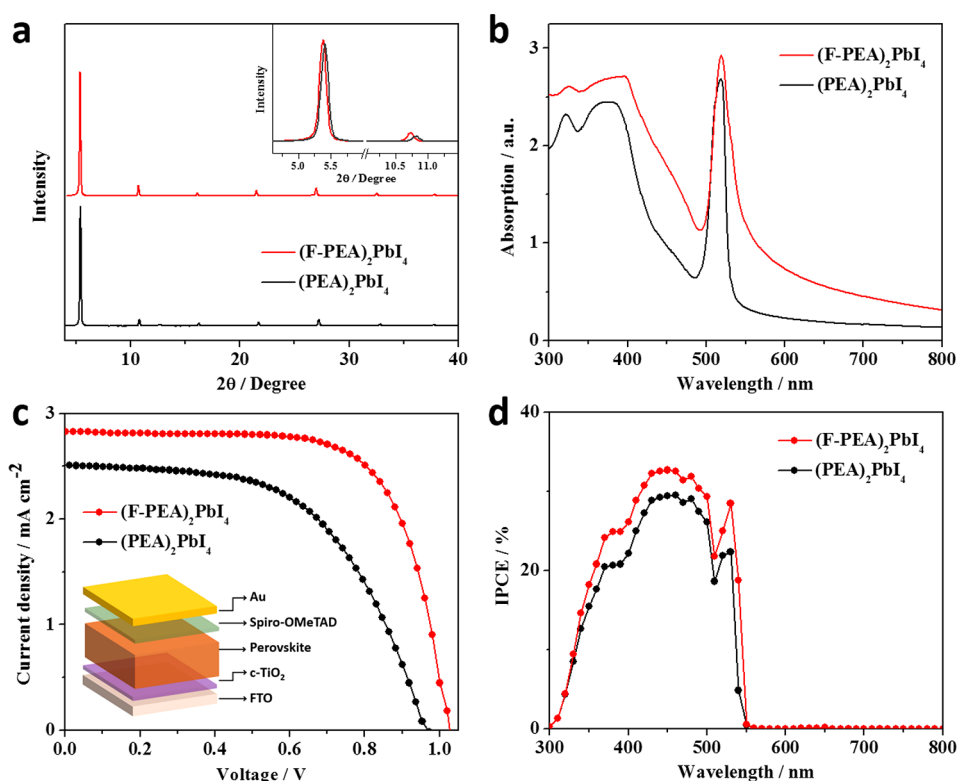 a
Intensity
(F-PEA)₂PbI₄
(PEA)₂PbI₄
10
20
30
40
2θ / Degree
Intensity
5.0
5.5
10.5
11.0
2θ / Degree
b
Absorption / a.u.
3
2
1
0
(F-PEA)₂PbI₄
(PEA)₂PbI₄
300
400
500
600
700
800
Wavelength / nm
c
Current density / mA cm⁻²
3
2
1
0
(F-PEA)₂PbI₄
(PEA)₂PbI₄
Au
Spiro-OMeTAD
Perovskite
c-TiO₂
FTO
0.0
0.2
0.4
0.6
0.8
1.0
Voltage / V
d
IPCE / %
40
20
0
(F-PEA)₂PbI₄
(PEA)₂PbI₄
300
400
500
600
700
800
Wavelength / nm